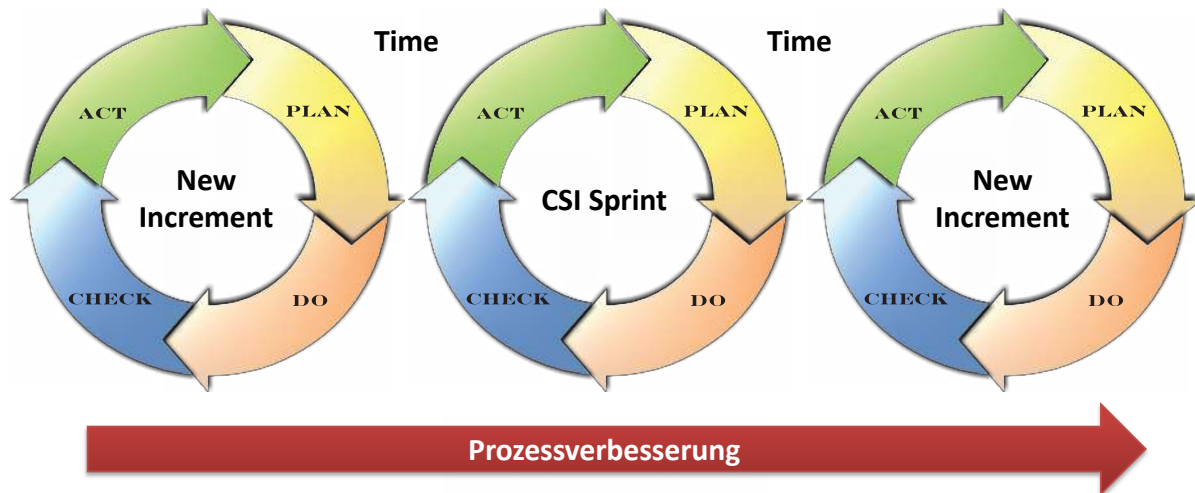 Time
Time
ACT
PLAN
ACT
PLAN
ACT
PLAN
New
Increment
CSI Sprint
New
Increment
CHECK
DO
CHECK
DO
CHECK
DO
Prozessverbesserung